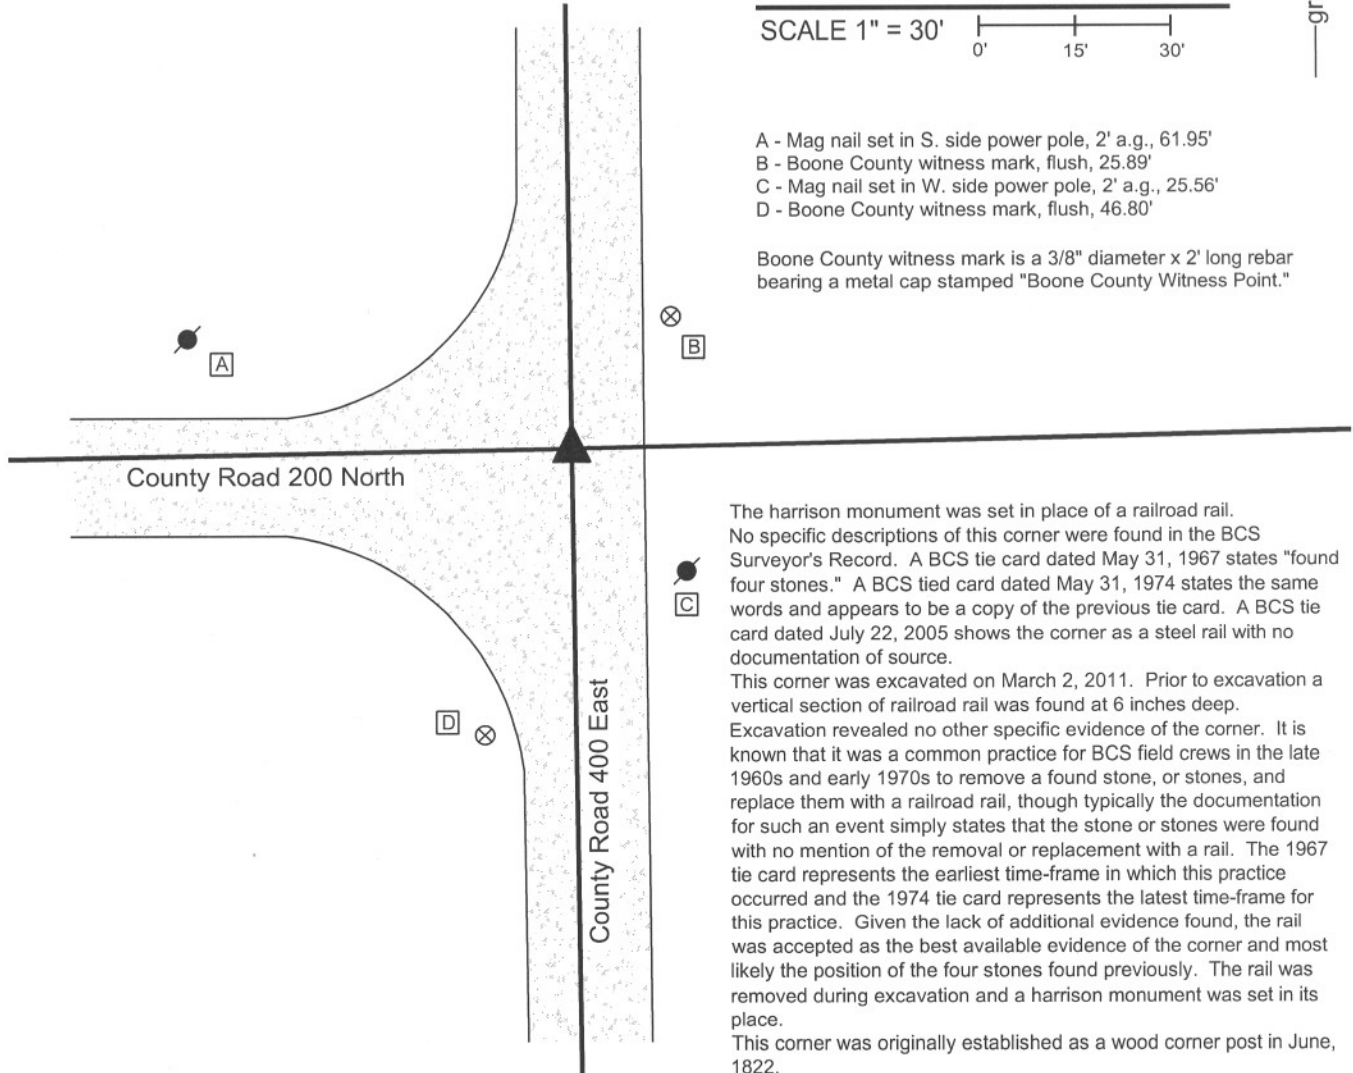 SCALE 1" = 30'
0' 15' 30'
gr
A - Mag nail set in S. side power pole, 2' a.g., 61.95'
B - Boone County witness mark, flush, 25.89'
C - Mag nail set in W. side power pole, 2' a.g., 25.56'
D - Boone County witness mark, flush, 46.80'
Boone County witness mark is a 3/8" diameter x 2' long rebar
bearing a metal cap stamped "Boone County Witness Point."
A
B
County Road 200 North
C
D
County Road 400 East
The harrison monument was set in place of a railroad rail.
No specific descriptions of this corner were found in the BCS
Surveyor's Record. A BCS tie card dated May 31, 1967 states "found
four stones." A BCS tied card dated May 31, 1974 states the same
words and appears to be a copy of the previous tie card. A BCS tie
card dated July 22, 2005 shows the corner as a steel rail with no
documentation of source.
This corner was excavated on March 2, 2011. Prior to excavation a
vertical section of railroad rail was found at 6 inches deep.
Excavation revealed no other specific evidence of the corner. It is
known that it was a common practice for BCS field crews in the late
1960s and early 1970s to remove a found stone, or stones, and
replace them with a railroad rail, though typically the documentation
for such an event simply states that the stone or stones were found
with no mention of the removal or replacement with a rail. The 1967
tie card represents the earliest time-frame in which this practice
occurred and the 1974 tie card represents the latest time-frame for
this practice. Given the lack of additional evidence found, the rail
was accepted as the best available evidence of the corner and most
likely the position of the four stones found previously. The rail was
removed during excavation and a harrison monument was set in its
place.
This corner was originally established as a wood corner post in June,
1822.